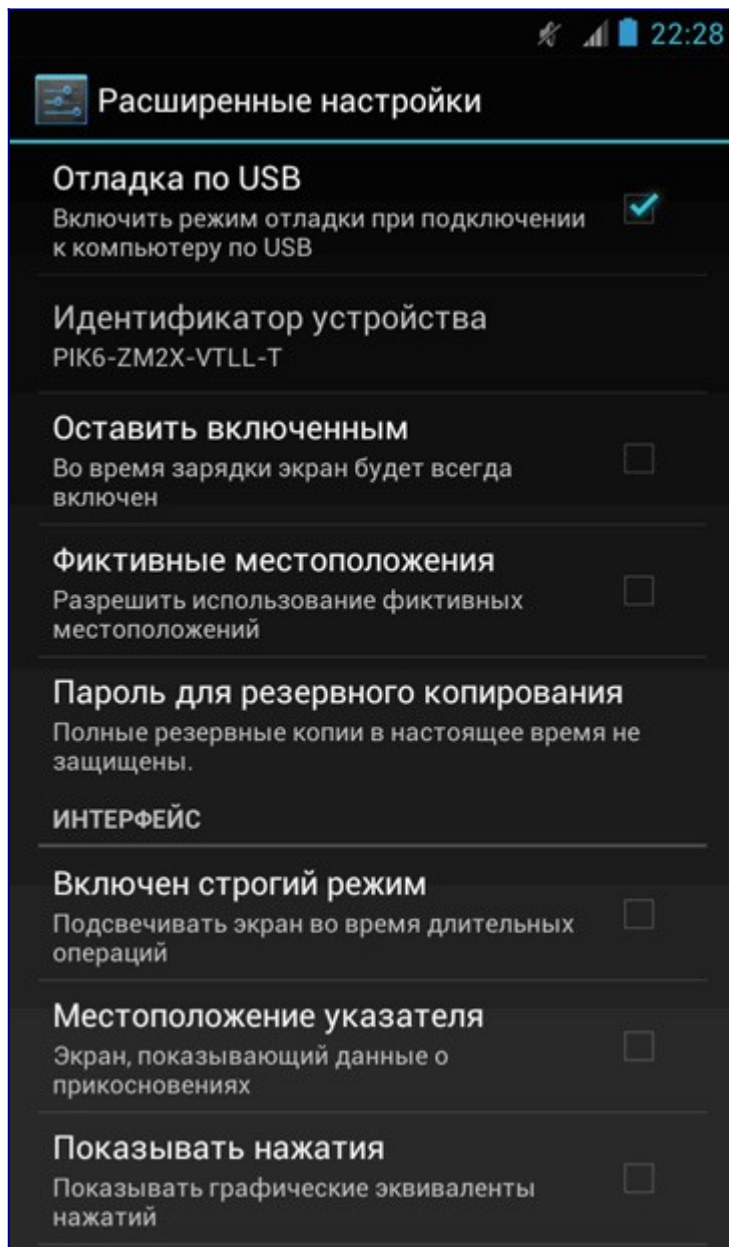 22:28
Расширенные настройки
Отладка по USB
Включить режим отладки при подключении
к компьютеру по USB
Идентификатор устройства
PIK6-ZM2X-VTLL-T
Оставить включенным
Во время зарядки экран будет всегда
включен
Фиктивные местоположения
Разрешить использование фиктивных
местоположений
Пароль для резервного копирования
Полные резервные копии в настоящее время не
защищены.
ИНТЕРФЕЙС
Включен строгий режим
Подсвечивать экран во время длительных
операций
Местоположение указателя
Экран, показывающий данные о
прикосновениях
Показывать нажатия
Показывать графические эквиваленты
нажатий